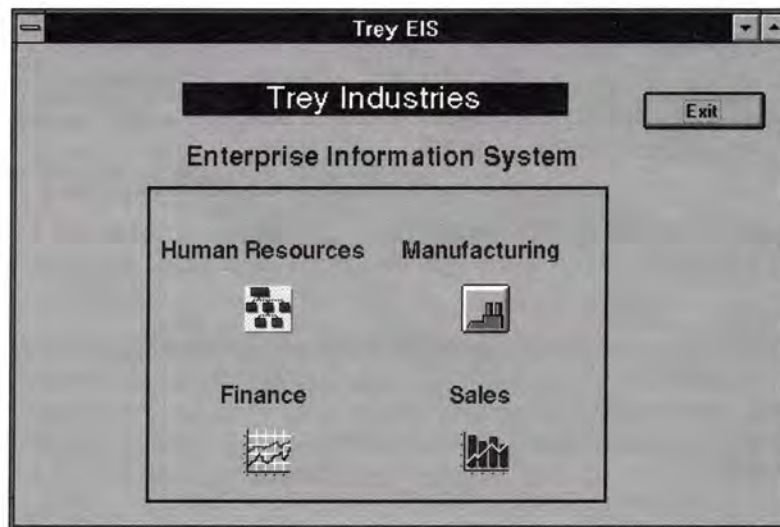 Trey EIS
Trey Industries
Exit
Enterprise Information System
Human Resources Manufacturing
Finance Sales